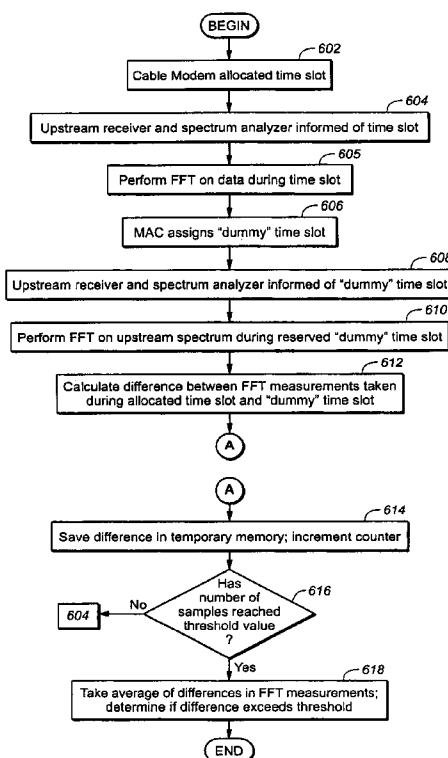 BEGIN
602
Cable Modem allocated time slot
604
Upstream receiver and spectrum analyzer informed of time slot
605
Perform FFT on data during time slot
606
MAC assigns "dummy" time slot
608
Upstream receiver and spectrum analyzer informed of "dummy" time slot
610
Perform FFT on upstream spectrum during reserved "dummy" time slot
612
Calculate difference between FFT measurements taken
during allocated time slot and "dummy" time slot
A
A
614
Save difference in temporary memory; increment counter
616
Has
number of
samples reached
threshold value
?
No
604
Yes
618
Take average of differences in FFT measurements;
determine if difference exceeds threshold
END